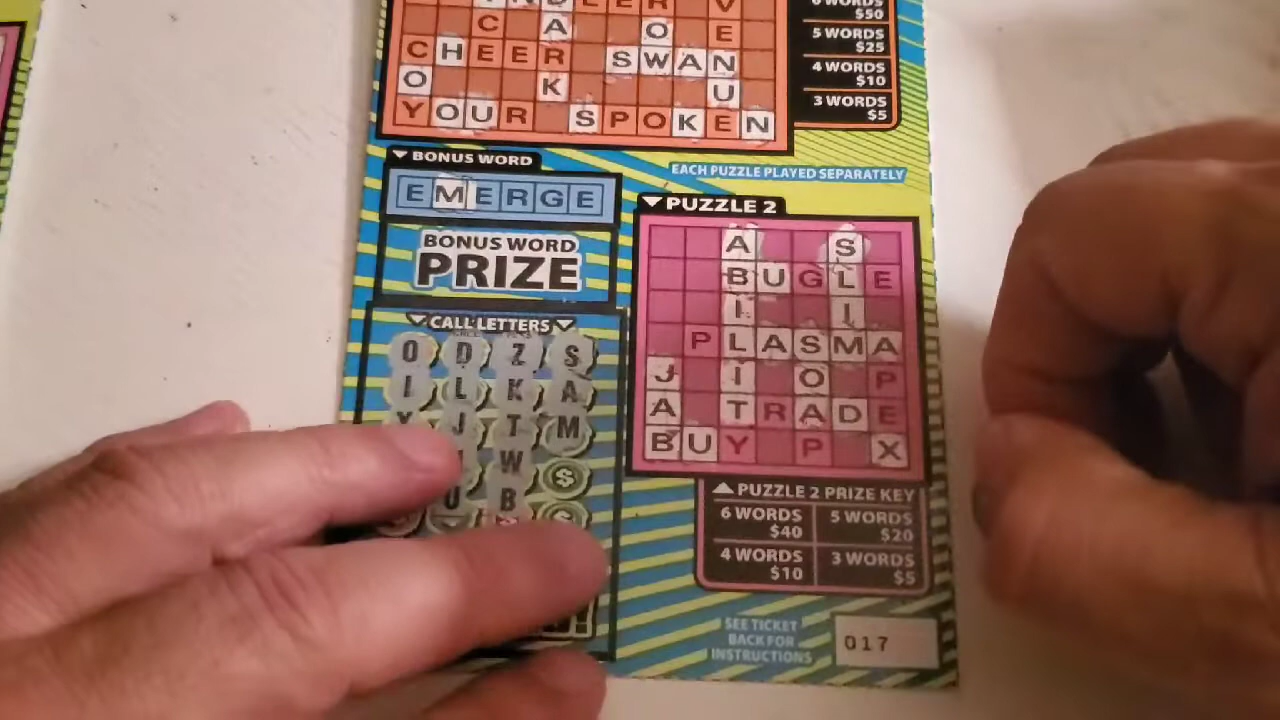 $50
5 WORDS
$25
4 WORDS
$10
3 WORDS
$5
C A E
CHEER SWAN
O K U
YOUR SPOKEN
BONUS WORD
EMERGE
BONUS WORD
PRIZE
EACH PUZZLE PLAYED SEPARATELY
PUZZLE 2
A S
BUGLE
I I
PLASMA
J I O P
A TRADE
BUY P X
CALL LETTERS
O D Z S
I L K A
J T M
W $
U B
PUZZLE 2 PRIZE KEY
6 WORDS
$40
5 WORDS
$20
4 WORDS
$10
3 WORDS
$5
SEE TICKET
BACK FOR
INSTRUCTIONS
017